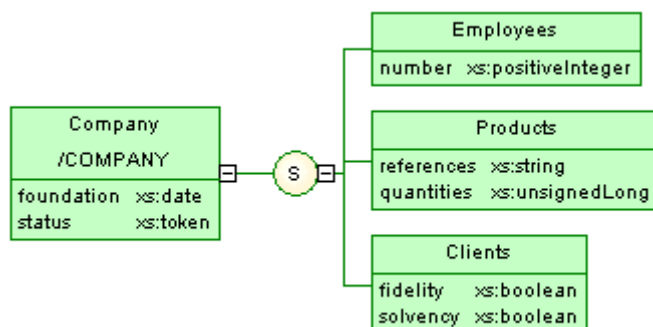 Employees
number xs:positiveInteger
Company
/COMPANY
foundation xs:date
status xs:token
S
Products
references xs:string
quantities xs:unsignedLong
Clients
fidelity xs:boolean
solvency xs:boolean